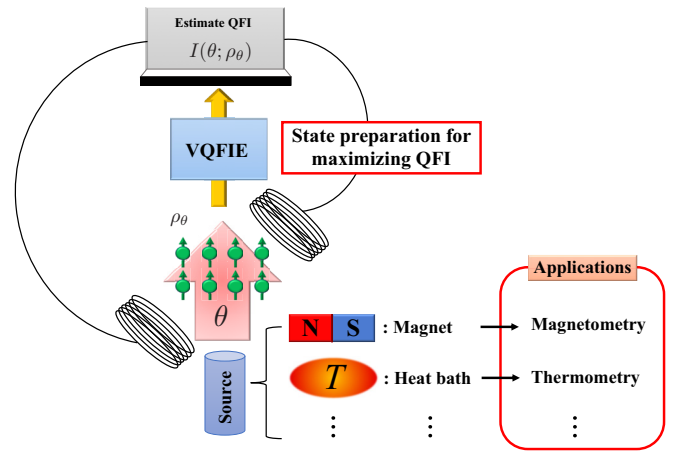 Estimate QFI
I(θ; ρθ)
VQFIE
State preparation for
maximizing QFI
ρθ
θ
Applications
N S : Magnet
Magnetometry
Source
T : Heat bath
Thermometry
⋮ ⋮ ⋮